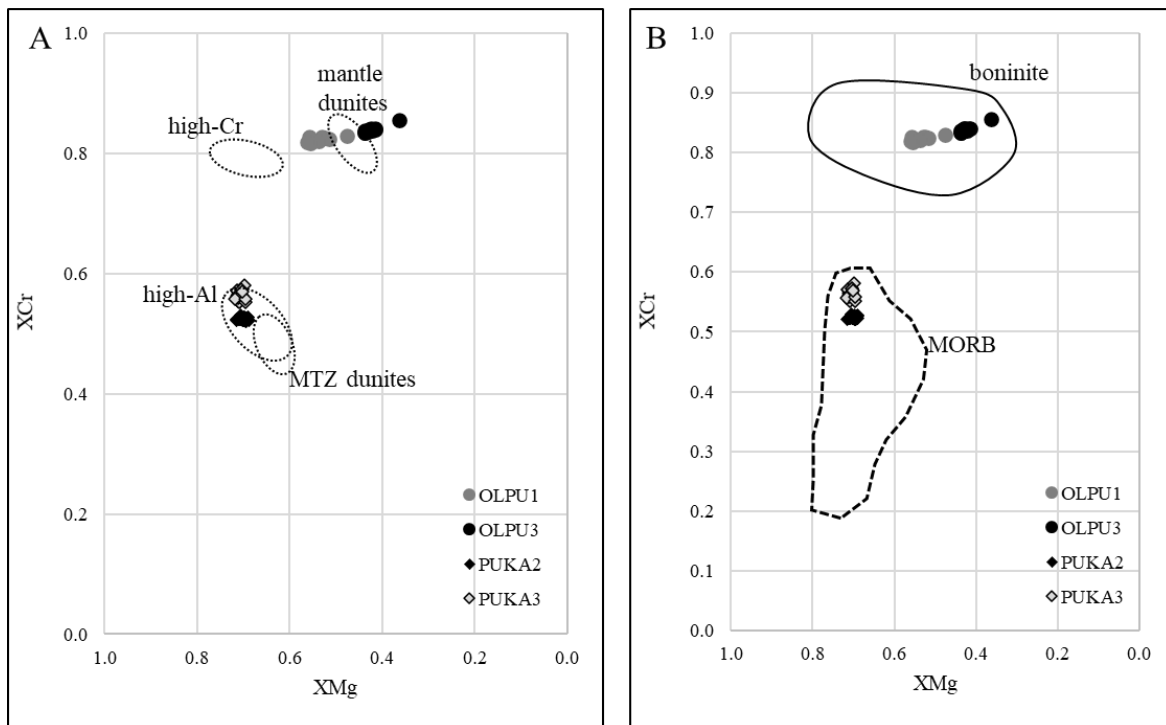 A
1.0
0.8
0.6
0.4
0.2
0.0
XCr
mantle
dunites
high-Cr
high-Al
MTZ dunites
OLPU1
OLPU3
PUKA2
PUKA3
1.0 0.8 0.6 0.4 0.2 0.0
XMg
B
1.0
0.9
0.8
0.7
0.6
0.5
0.4
0.3
0.2
0.1
0.0
XCr
boninite
MORB
OLPU1
OLPU3
PUKA2
PUKA3
1.0 0.8 0.6 0.4 0.2 0.0
XMg